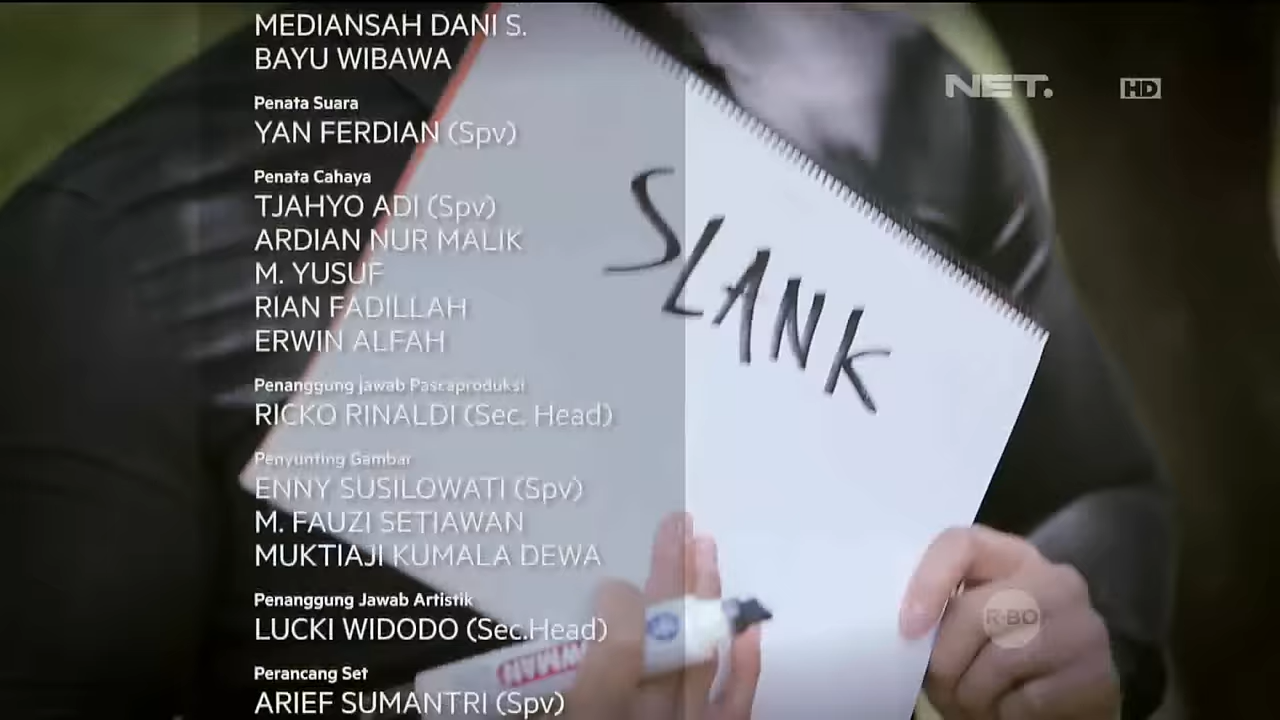 MEDIANSAH DANI S.
BAYU WIBAWA
NET.
HD
Penata Suara
YAN FERDIAN (Spv)
Penata Cahaya
TJAHYO ADI (Spv)
ARDIAN NUR MALIK
M. YUSUF
RIAN FADILLAH
ERWIN ALFAH
SLANK
Penanggung jawab Pascaproduksi
RICKO RINALDI (Sec. Head)
Penyunting Gambar
ENNY SUSILOWATI (Spv)
M. FAUZI SETIAWAN
MUKTIAJI KUMALA DEWA
Penanggung Jawab Artistik
LUCKI WIDODO (Sec.Head)
R-BO
Perancang Set
ARIEF SUMANTRI (Spv)